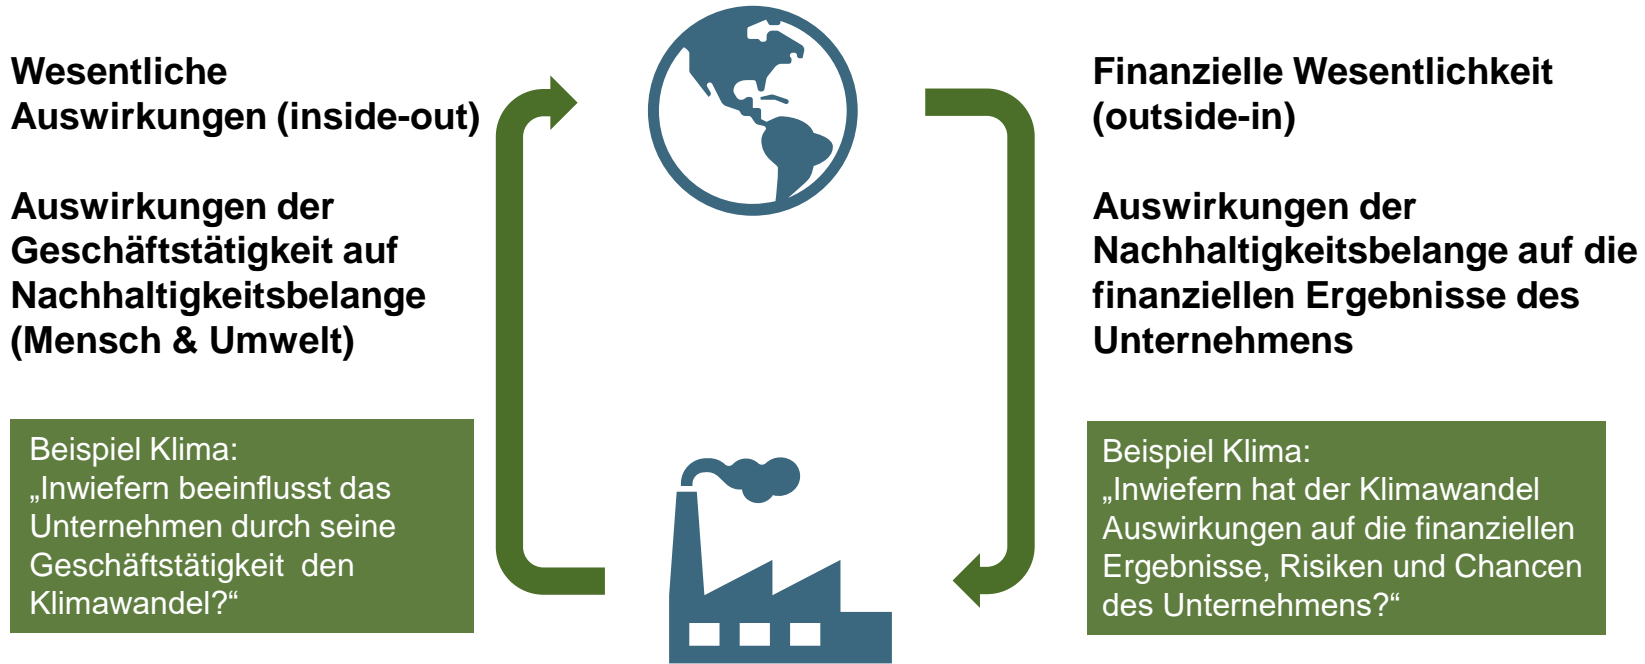 Wesentliche
Auswirkungen (inside-out)
Auswirkungen der
Geschäftstätigkeit auf
Nachhaltigkeitsbelange
(Mensch & Umwelt)
Beispiel Klima:
„Inwiefern beeinflusst das
Unternehmen durch seine
Geschäftstätigkeit  den
Klimawandel?“
Finanzielle Wesentlichkeit
(outside-in)
Auswirkungen der
Nachhaltigkeitsbelange auf die
finanziellen Ergebnisse des
Unternehmens
Beispiel Klima:
„Inwiefern hat der Klimawandel
Auswirkungen auf die finanziellen
Ergebnisse, Risiken und Chancen
des Unternehmens?“